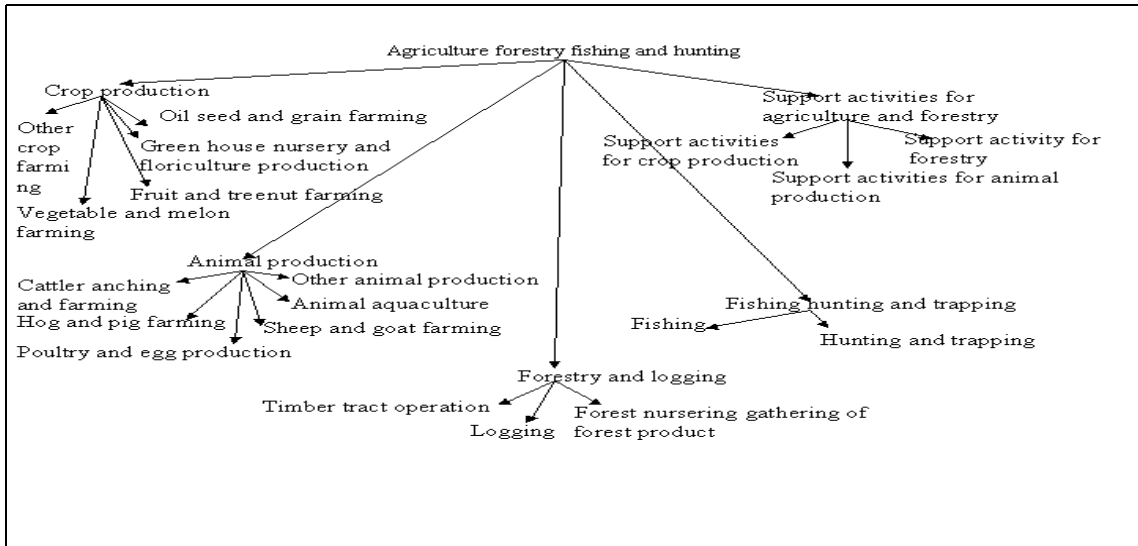 Agriculture forestry fishing and hunting
Crop production
Oil seed and grain farming
Other
crop
farmi
ng
Green house nursery and
floriculture production
Fruit and treenut farming
Vegetable and melon
farming
Support activities for
agriculture and forestry
Support activities
for crop production
Support activity for
forestry
Support activities for animal
production
Animal production
Cattler anching
and farming
Other animal production
Animal aquaculture
Hog and pig farming
Sheep and goat farming
Poultry and egg production
Fishing hunting and trapping
Fishing
Hunting and trapping
Forestry and logging
Timber tract operation
Logging
Forest nursering gathering of
forest product